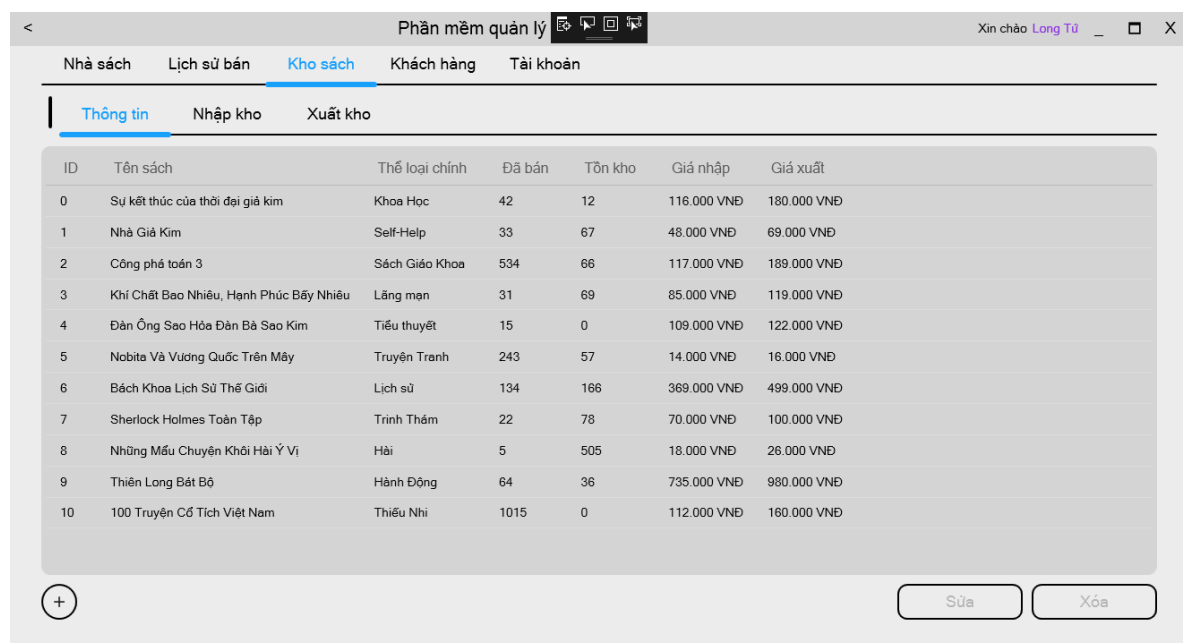 < Phần mềm quản lý Xin chào Long Tứ _ X
Nhà sách Lịch sử bán Kho sách Khách hàng Tài khoản
Thông tin Nhập kho Xuất kho
ID Tên sách Thể loại chính Đã bán Tồn kho Giá nhập Giá xuất
0 Sự kết thúc của thời đại giả kim Khoa Học 42 12 116.000 VNĐ 180.000 VNĐ
1 Nhà Giả Kim Self-Help 33 67 48.000 VNĐ 69.000 VNĐ
2 Công phá toán 3 Sách Giáo Khoa 534 66 117.000 VNĐ 189.000 VNĐ
3 Khí Chất Bao Nhiêu, Hạnh Phúc Bấy Nhiêu Lãng mạn 31 69 85.000 VNĐ 119.000 VNĐ
4 Đàn Ông Sao Hỏa Đàn Bà Sao Kim Tiểu thuyết 15 0 109.000 VNĐ 122.000 VNĐ
5 Nobita Và Vương Quốc Trên Mây Truyện Tranh 243 57 14.000 VNĐ 16.000 VNĐ
6 Bách Khoa Lịch Sử Thế Giới Lịch sử 134 166 369.000 VNĐ 499.000 VNĐ
7 Sherlock Holmes Toàn Tập Trinh Thám 22 78 70.000 VNĐ 100.000 VNĐ
8 Những Mẩu Chuyện Khôi Hài Ý Vị Hài 5 505 18.000 VNĐ 26.000 VNĐ
9 Thiên Long Bát Bộ Hành Động 64 36 735.000 VNĐ 980.000 VNĐ
10 100 Truyện Cổ Tích Việt Nam Thiếu Nhi 1015 0 112.000 VNĐ 160.000 VNĐ
+ Sửa Xóa